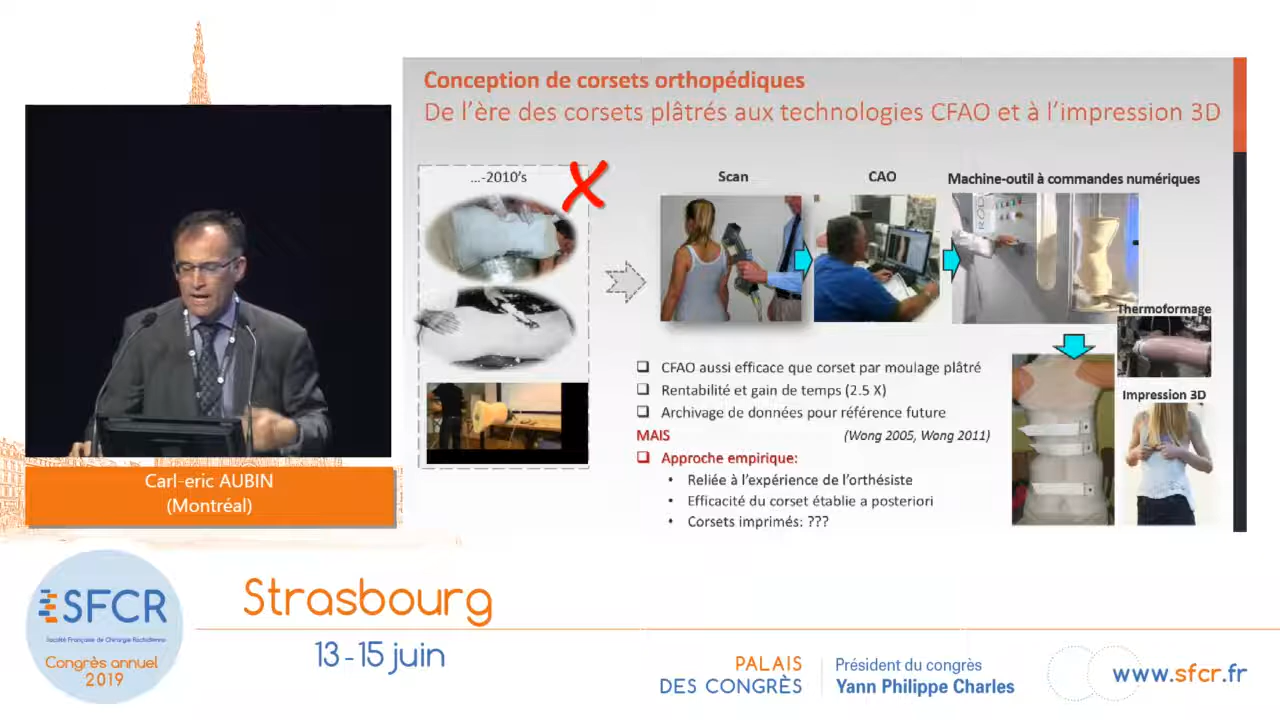 Conception de corsets orthopédiques
De l'ère des corsets plâtrés aux technologies CFAO et à l'impression 3D
...-2010's
Scan
CAO
Machine-outil à commandes numériques
Thermoformage
Impression 3D
CFAO aussi efficace que corset par moulage plâtré
Rentabilité et gain de temps (2.5 X)
Archivage de données pour référence future
MAIS
(Wong 2005, Wong 2011)
Approche empirique:
• Reliée à l'expérience de l'orthésiste
• Efficacité du corset établie a posteriori
• Corsets imprimés: ???
Carl-eric AUBIN
(Montréal)
SFCR
Société Française de Chirurgie Rachidienne
Congrès annuel
2019
Strasbourg
13-15 juin
PALAIS
DES CONGRÈS
Président du congrès
Yann Philippe Charles
www.sfcr.fr